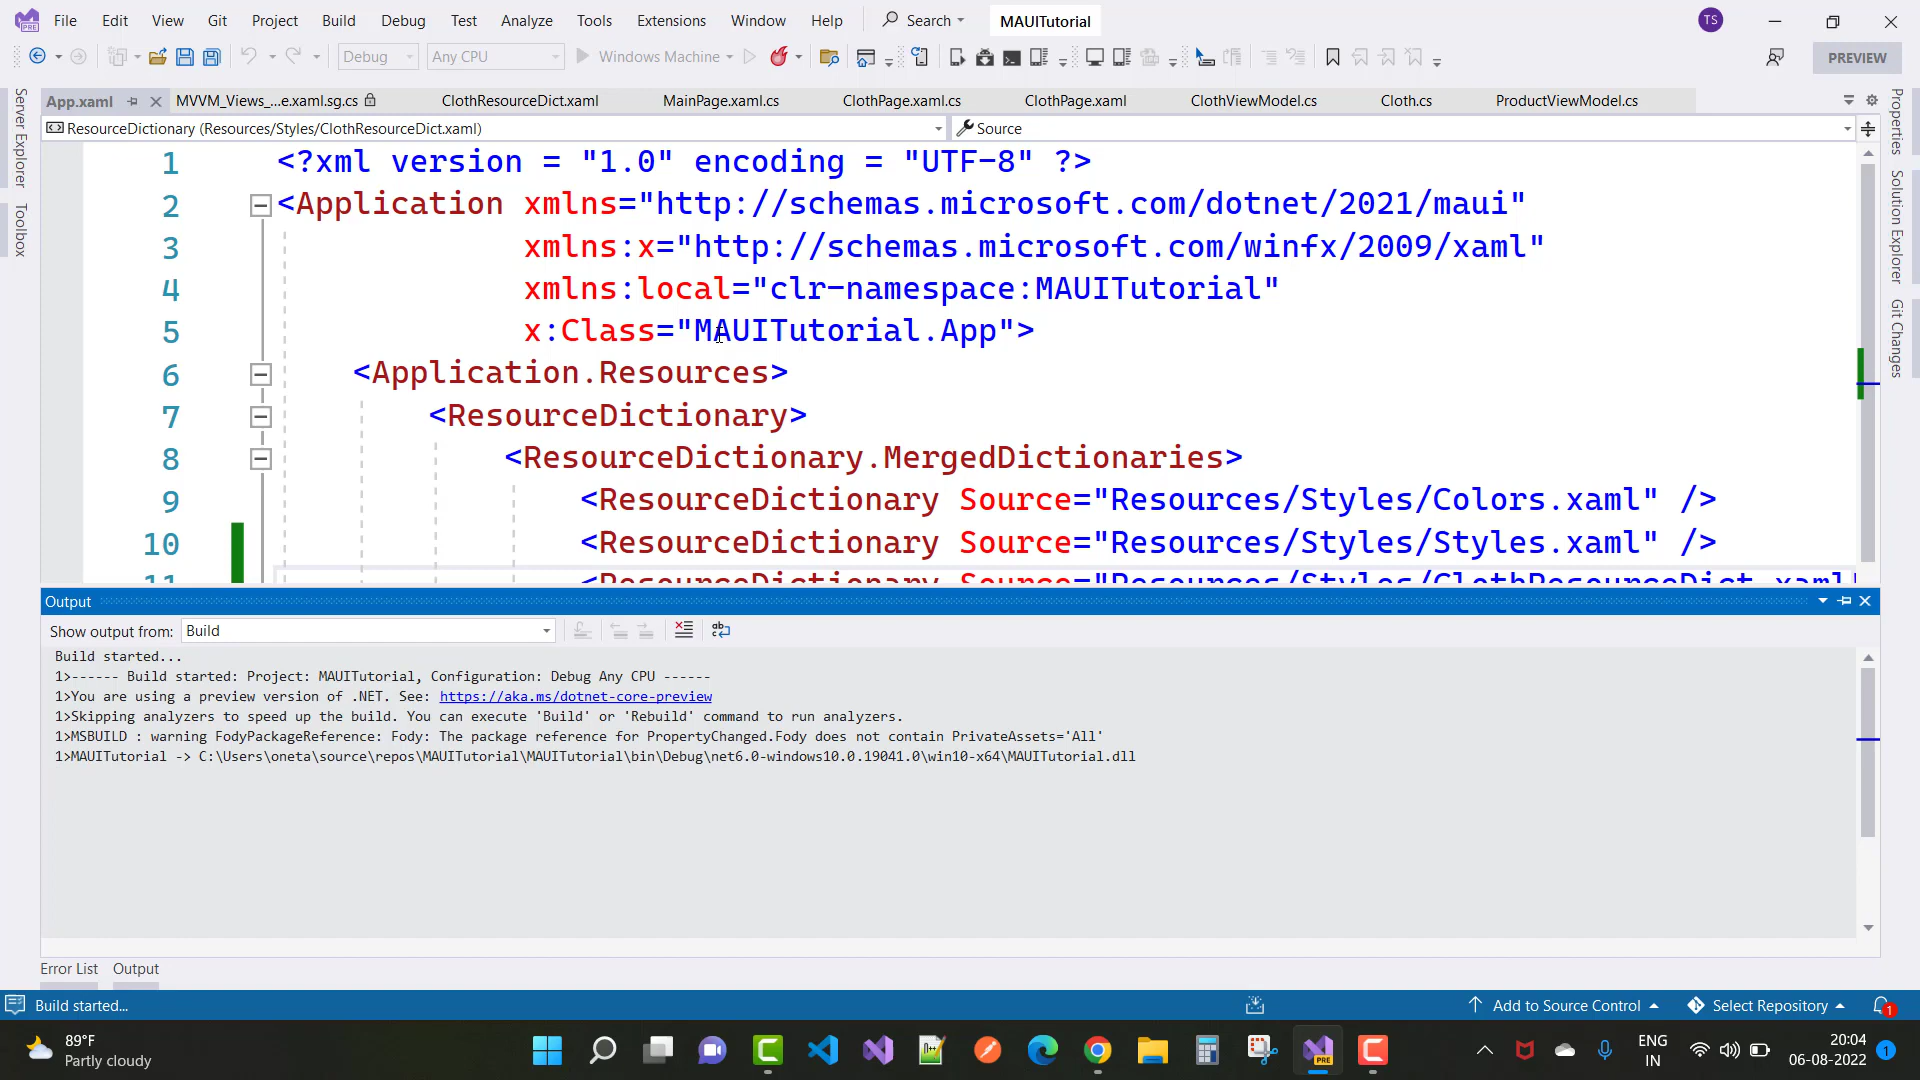 File Edit View Git Project Build Debug Test Analyze Tools Extensions Window Help Search MAUITutorial TS
Debug Any CPU Windows Machine PREVIEW
App.xaml MVVM_Views_...e.xaml.sg.cs ClothResourceDict.xaml MainPage.xaml.cs ClothPage.xaml.cs ClothPage.xaml ClothViewModel.cs Cloth.cs ProductViewModel.cs
ResourceDictionary (Resources/Styles/ClothResourceDict.xaml) Source
Server Explorer
Toolbox
Properties
Solution Explorer
Git Changes
1 <?xml version = "1.0" encoding = "UTF-8" ?>
2 <Application xmlns="http://schemas.microsoft.com/dotnet/2021/maui"
3 xmlns:x="http://schemas.microsoft.com/winfx/2009/xaml"
4 xmlns:local="clr-namespace:MAUITutorial"
5 x:Class="MAUITutorial.App">
6 <Application.Resources>
7 <ResourceDictionary>
8 <ResourceDictionary.MergedDictionaries>
9 <ResourceDictionary Source="Resources/Styles/Colors.xaml" />
10 <ResourceDictionary Source="Resources/Styles/Styles.xaml" />
11 <ResourceDictionary Source="Resources/Styles/ClothResourceDict.xaml"
Output
Show output from: Build
Build started...
1>------ Build started: Project: MAUITutorial, Configuration: Debug Any CPU ------
1>You are using a preview version of .NET. See: https://aka.ms/dotnet-core-preview
1>Skipping analyzers to speed up the build. You can execute 'Build' or 'Rebuild' command to run analyzers.
1>MSBUILD : warning FodyPackageReference: Fody: The package reference for PropertyChanged.Fody does not contain PrivateAssets='All'
1>MAUITutorial -> C:\Users\oneta\source\repos\MAUITutorial\MAUITutorial\bin\Debug\net6.0-windows10.0.19041.0\win10-x64\MAUITutorial.dll
Error List Output
Build started... Add to Source Control Select Repository 1
89°F
Partly cloudy
PRE
ENG
IN
20:04
06-08-2022
1